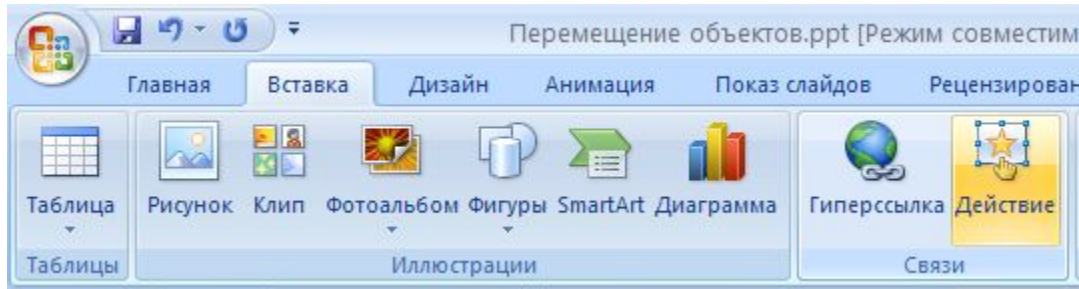 Перемещение объектов.ppt [Режим совместим
Главная Вставка Дизайн Анимация Показ слайдов Рецензирован
Таблица Рисунок Клип Фотоальбом Фигуры SmartArt Диаграмма Гиперссылка Действие
Таблицы Иллюстрации Связи